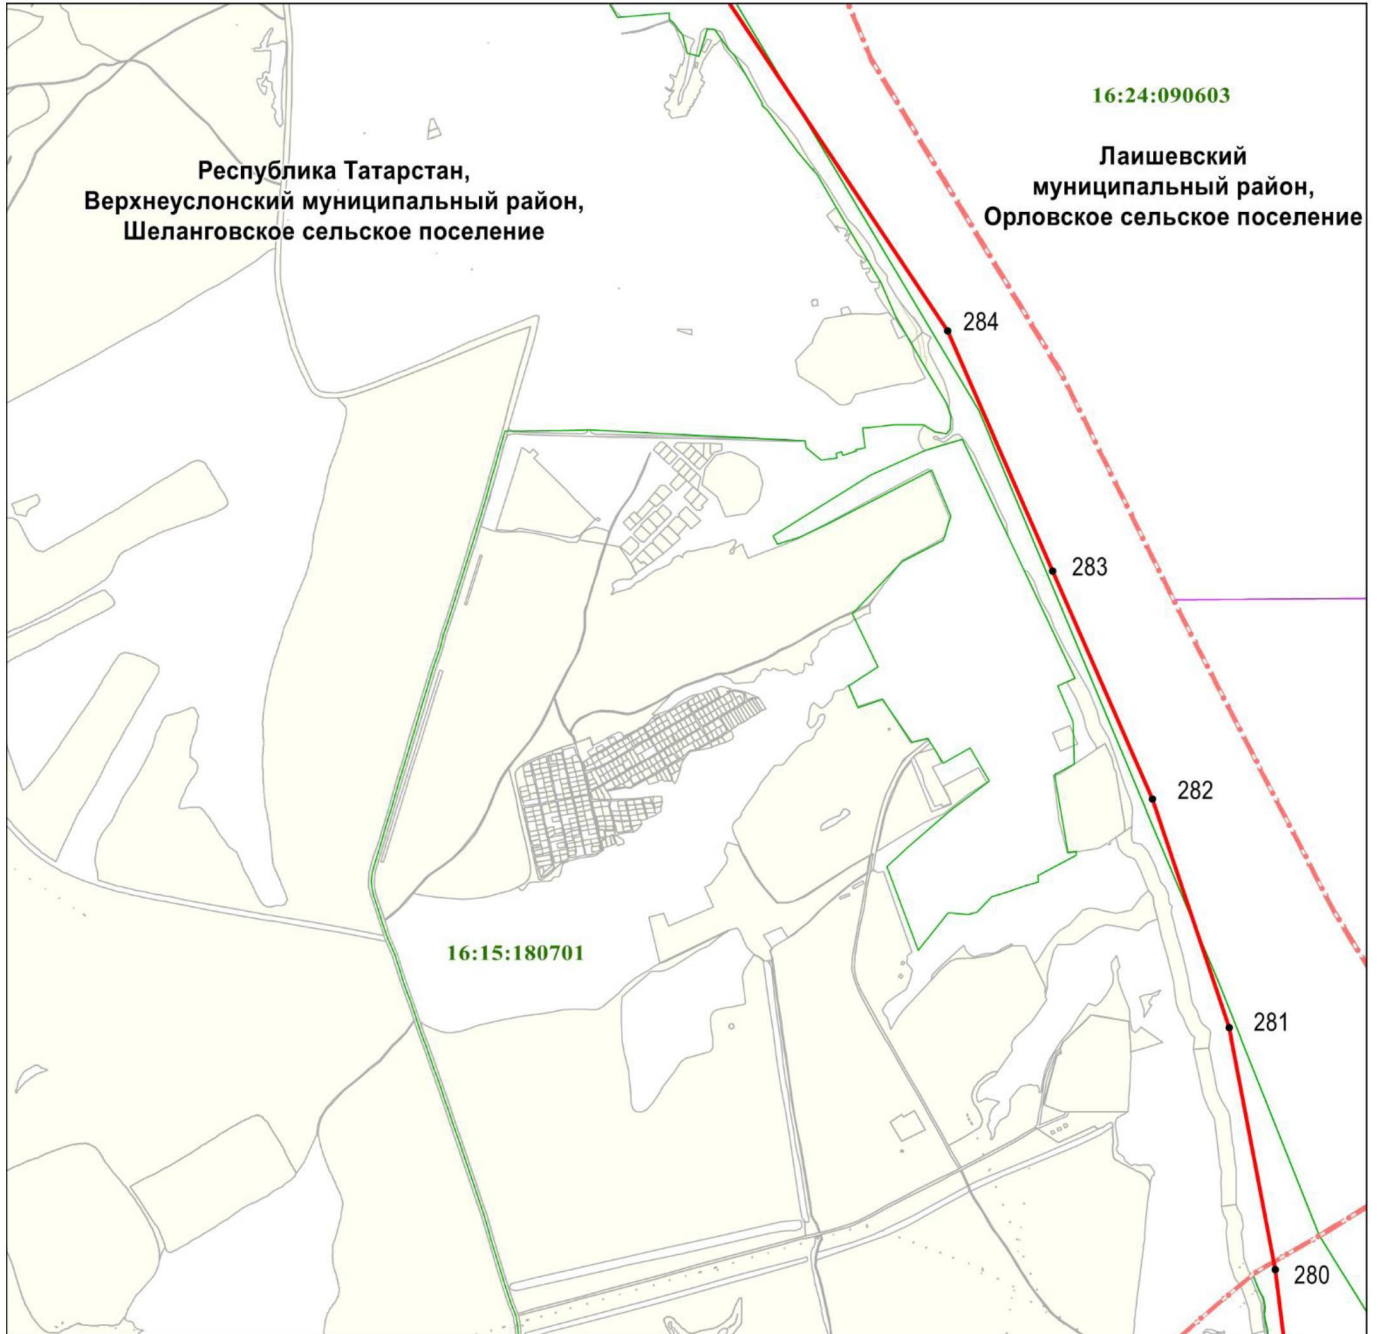 16:24:090603
Республика Татарстан,
Верхнеуслонский муниципальный район,
Шеланговское сельское поселение
Лаишевский
муниципальный район,
Орловское сельское поселение
284
283
282
16:15:180701
281
280